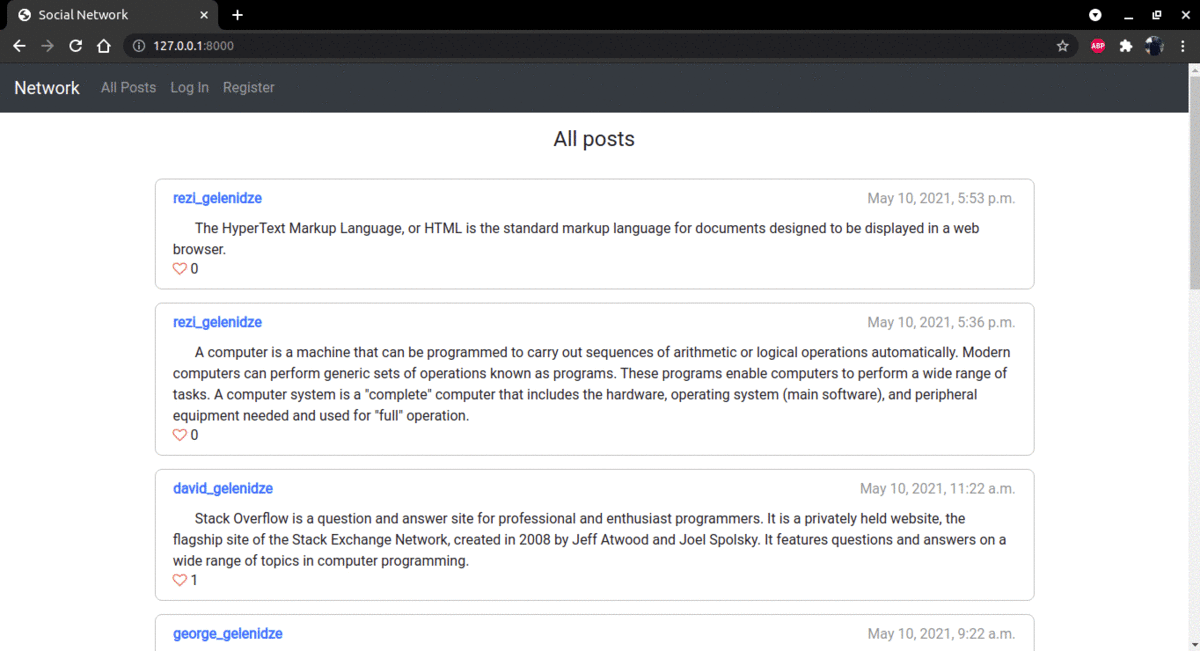 Social Network
127.0.0.1:8000
ABP
Network All Posts Log In Register
All posts
rezi_gelenidze May 10, 2021, 5:53 p.m.
The HyperText Markup Language, or HTML is the standard markup language for documents designed to be displayed in a web
browser.
0
rezi_gelenidze May 10, 2021, 5:36 p.m.
A computer is a machine that can be programmed to carry out sequences of arithmetic or logical operations automatically. Modern
computers can perform generic sets of operations known as programs. These programs enable computers to perform a wide range of
tasks. A computer system is a "complete" computer that includes the hardware, operating system (main software), and peripheral
equipment needed and used for "full" operation.
0
david_gelenidze May 10, 2021, 11:22 a.m.
Stack Overflow is a question and answer site for professional and enthusiast programmers. It is a privately held website, the
flagship site of the Stack Exchange Network, created in 2008 by Jeff Atwood and Joel Spolsky. It features questions and answers on a
wide range of topics in computer programming.
1
george_gelenidze May 10, 2021, 9:22 a.m.